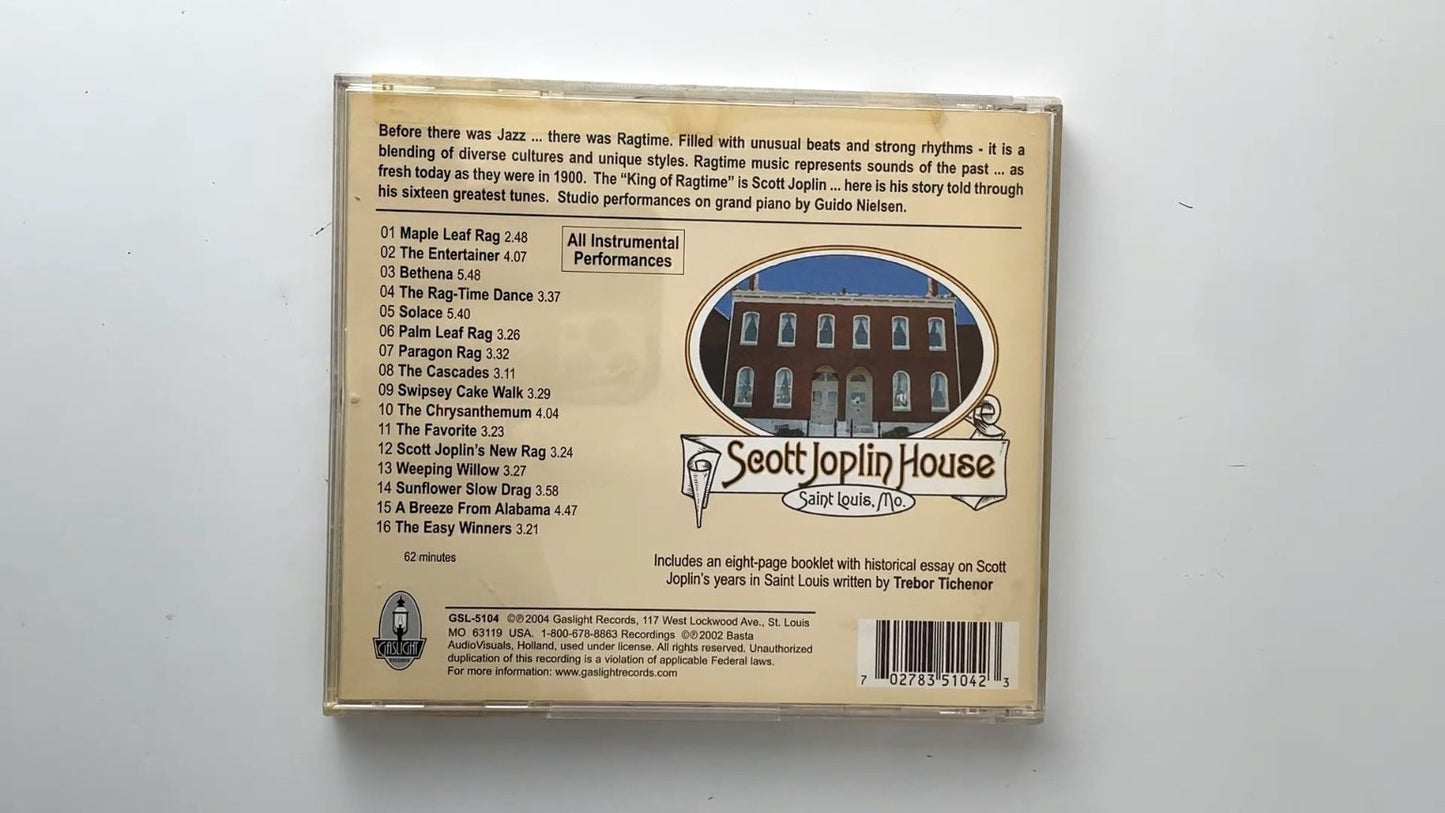 Before there was Jazz ... there was Ragtime. Filled with unusual beats and strong rhythms - it is a
blending of diverse cultures and unique styles. Ragtime music represents sounds of the past ... as
fresh today as they were in 1900. The “King of Ragtime” is Scott Joplin ... here is his story told through
his sixteen greatest tunes. Studio performances on grand piano by Guido Nielsen.
01 Maple Leaf Rag 2.48
02 The Entertainer 4.07
03 Bethena 5.48
04 The Rag-Time Dance 3.37
05 Solace 5.40
06 Palm Leaf Rag 3.26
07 Paragon Rag 3.32
08 The Cascades 3.11
09 Swipsey Cake Walk 3.29
10 The Chrysanthemum 4.04
11 The Favorite 3.23
12 Scott Joplin's New Rag 3.24
13 Weeping Willow 3.27
14 Sunflower Slow Drag 3.58
15 A Breeze From Alabama 4.47
16 The Easy Winners 3.21
62 minutes
All Instrumental
Performances
Scott Joplin House
Saint Louis, Mo.
Includes an eight-page booklet with historical essay on Scott
Joplin's years in Saint Louis written by Trebor Tichenor
GASLIGHT
RECORDS
GSL-5104 ©℗2004 Gaslight Records, 117 West Lockwood Ave., St. Louis
MO 63119 USA. 1-800-678-8863 Recordings ©℗2002 Basta
AudioVisuals, Holland, used under license. All rights reserved. Unauthorized
duplication of this recording is a violation of applicable Federal laws.
For more information: www.gaslightrecords.com
7 02783 51042 3